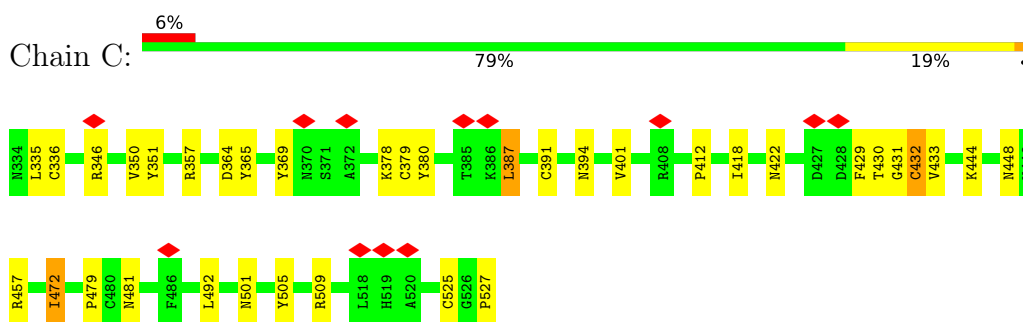 6%
Chain C:
79% 19%
N334 L335 C336 R346 V350 Y351 R357 D364 Y365 Y369 N370 S371 A372 K378 C379 Y380 T385 K386 L387 C391 N394 V401 R408 P412 I418 N422 D427 D428 F429 T430 G431 C432 V433 K444 N448
R457 I472 P479 C480 N481 F486 L492 N501 Y505 R509 L518 H519 A520 C525 G526 P527